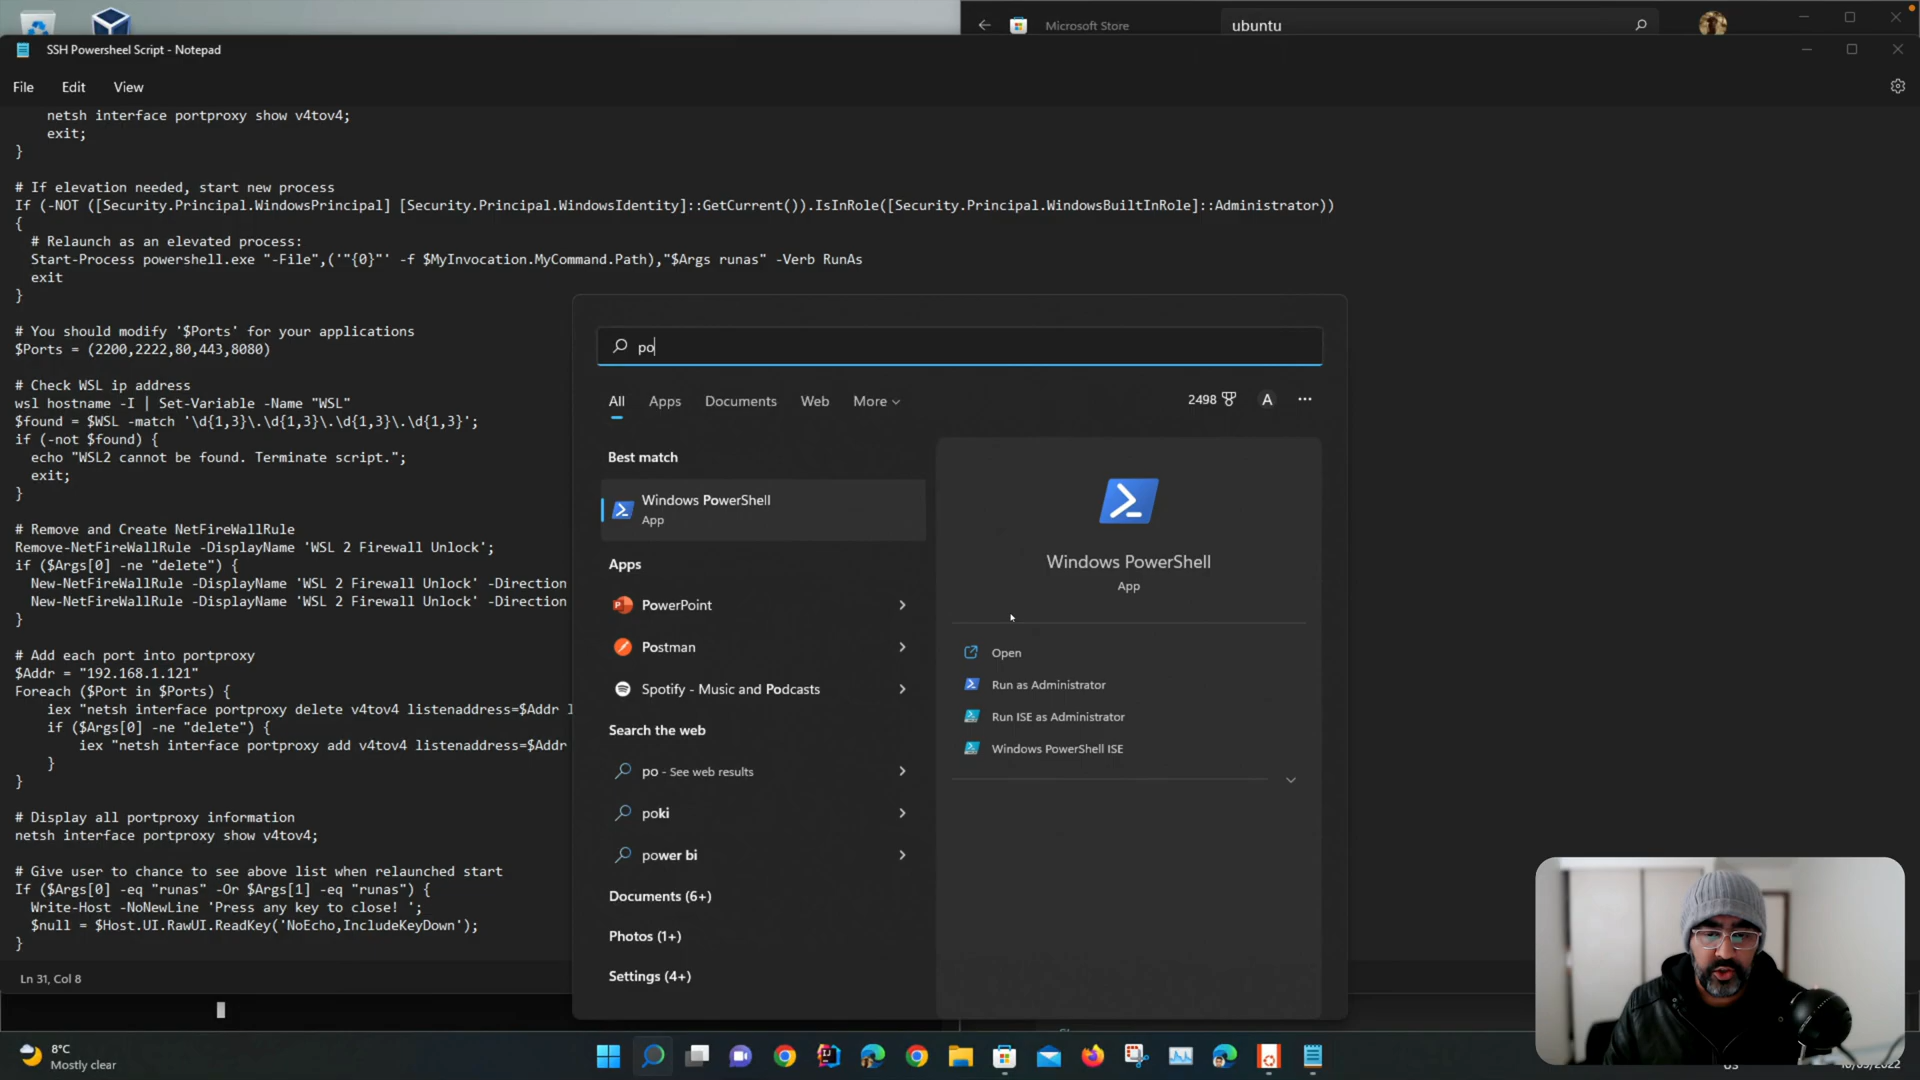 Microsoft Store
ubuntu
SSH Powersheel Script - Notepad
File Edit View
netsh interface portproxy show v4tov4;
exit;
}
# If elevation needed, start new process
If (-NOT ([Security.Principal.WindowsPrincipal] [Security.Principal.WindowsIdentity]::GetCurrent()).IsInRole([Security.Principal.WindowsBuiltInRole]::Administrator))
{
# Relaunch as an elevated process:
Start-Process powershell.exe "-File",('"{0}"' -f $MyInvocation.MyCommand.Path),"$Args runas" -Verb RunAs
exit
}
# You should modify '$Ports' for your applications
$Ports = (2200,2222,80,443,8080)
# Check WSL ip address
wsl hostname -I | Set-Variable -Name "WSL"
$found = $WSL -match '\d{1,3}\.\d{1,3}\.\d{1,3}\.\d{1,3}';
if (-not $found) {
echo "WSL2 cannot be found. Terminate script.";
exit;
}
# Remove and Create NetFireWallRule
Remove-NetFireWallRule -DisplayName 'WSL 2 Firewall Unlock';
if ($Args[0] -ne "delete") {
New-NetFireWallRule -DisplayName 'WSL 2 Firewall Unlock' -Direction
New-NetFireWallRule -DisplayName 'WSL 2 Firewall Unlock' -Direction
}
# Add each port into portproxy
$Addr = "192.168.1.121"
Foreach ($Port in $Ports) {
iex "netsh interface portproxy delete v4tov4 listenaddress=$Addr l
if ($Args[0] -ne "delete") {
iex "netsh interface portproxy add v4tov4 listenaddress=$Addr
}
}
# Display all portproxy information
netsh interface portproxy show v4tov4;
# Give user to chance to see above list when relaunched start
If ($Args[0] -eq "runas" -Or $Args[1] -eq "runas") {
Write-Host -NoNewLine 'Press any key to close! ';
$null = $Host.UI.RawUI.ReadKey('NoEcho,IncludeKeyDown');
}
Ln 31, Col 8
po
All Apps Documents Web More
2498 A ...
Best match
Windows PowerShell
App
Apps
PowerPoint
Postman
Spotify - Music and Podcasts
Search the web
po - See web results
poki
power bi
Documents (6+)
Photos (1+)
Settings (4+)
Windows PowerShell
App
Open
Run as Administrator
Run ISE as Administrator
Windows PowerShell ISE
8°C
Mostly clear